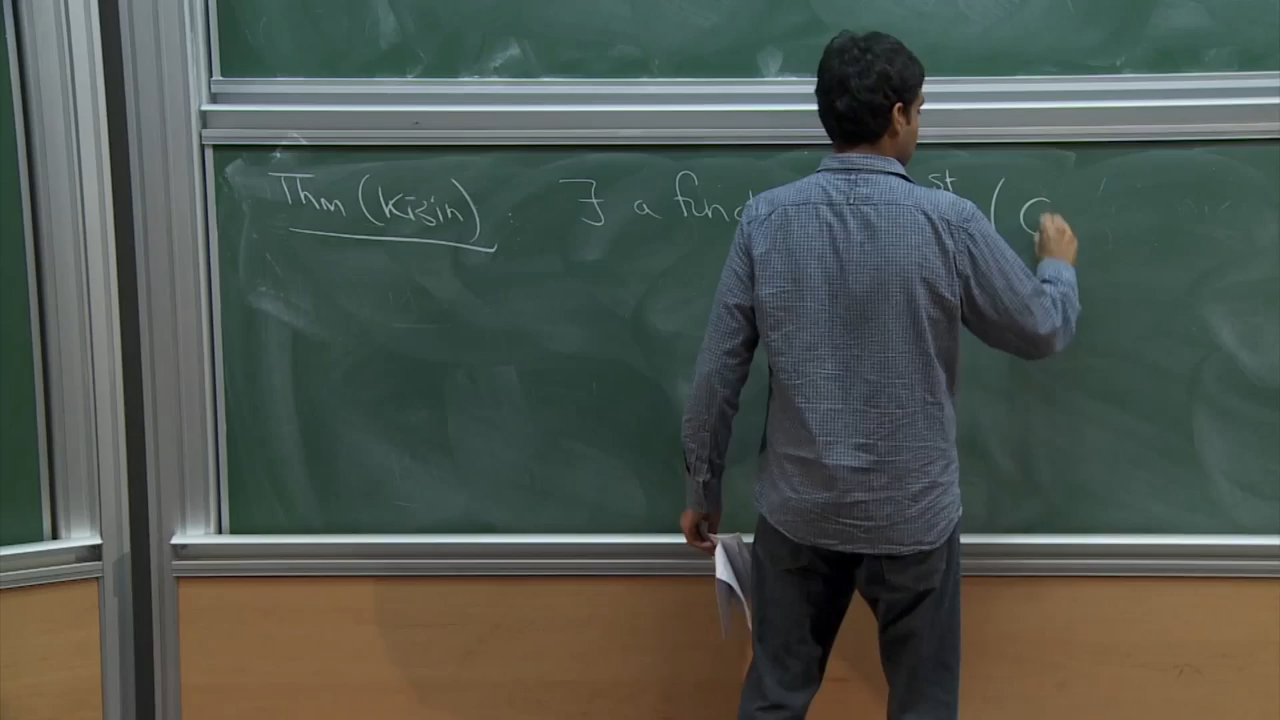 Thm (Kisin) : ∃ a func st ( G